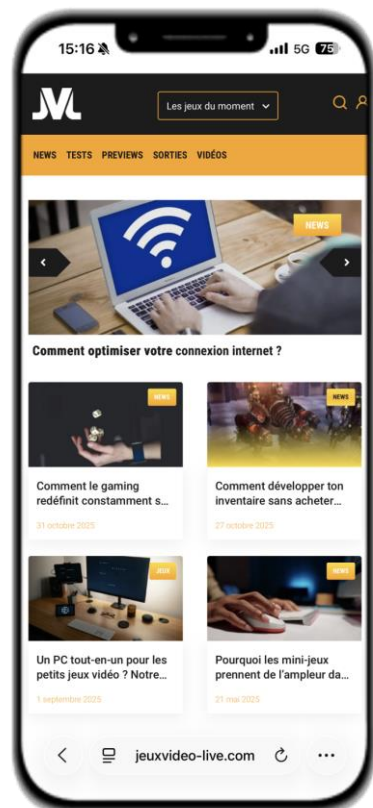 15:16
5G 75
JVL
Les jeux du moment
NEWS TESTS PREVIEWS SORTIES VIDÉOS
NEWS
Comment optimiser votre connexion internet ?
NEWS
Comment le gaming
redéfinit constamment s...
31 octobre 2025
NEWS
Comment développer ton
inventaire sans acheter...
27 octobre 2025
JEUX
Un PC tout-en-un pour les
petits jeux vidéo ? Notre...
1 septembre 2025
NEWS
Pourquoi les mini-jeux
prennent de l'ampleur da...
21 mai 2025
jeuxvideo-live.com